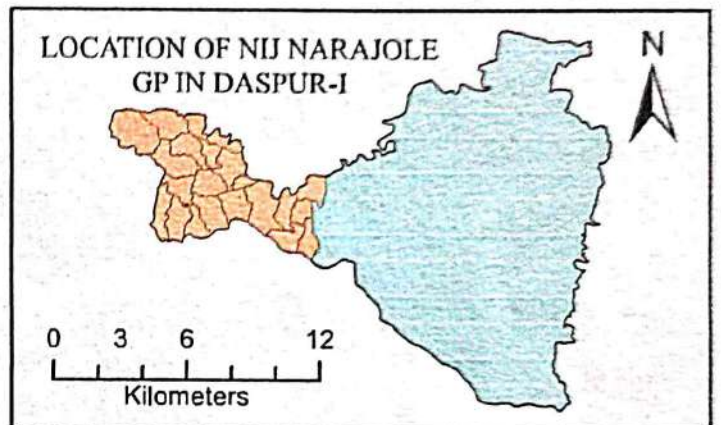 LOCATION OF NIJ NARAJOLE
GP IN DASPUR-I
N
0 3 6 12
Kilometers